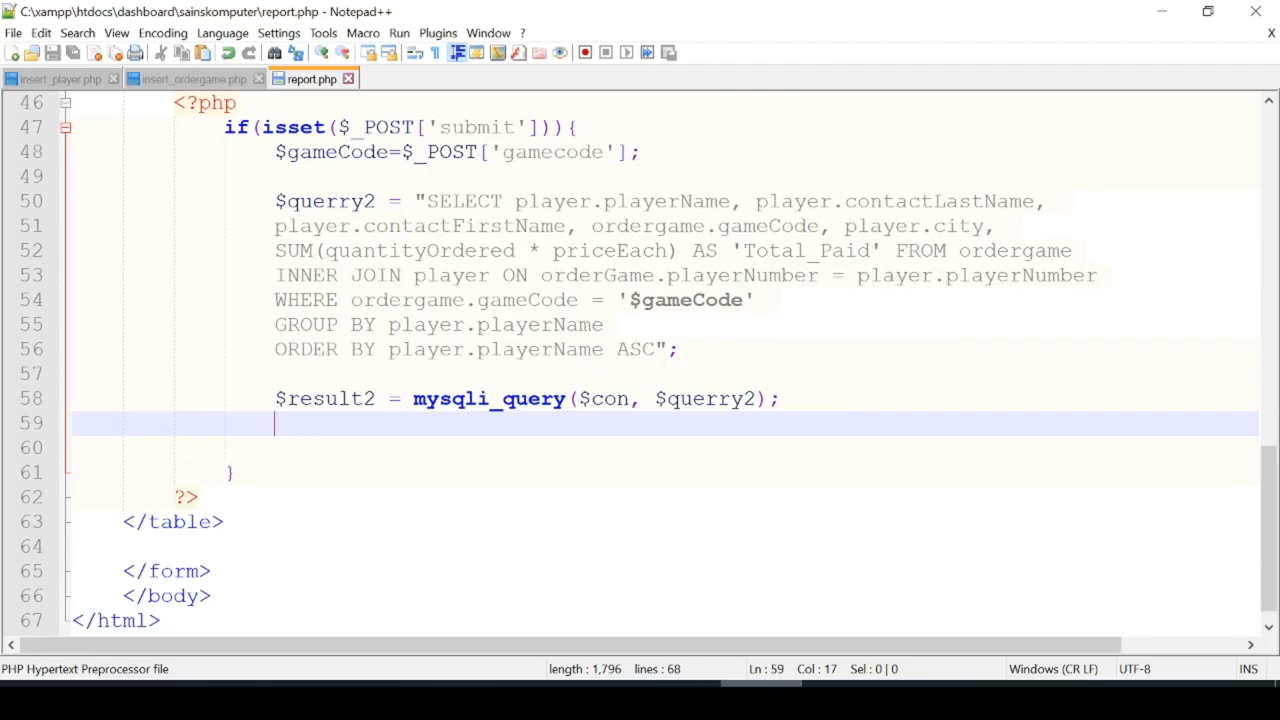 C:\xampp\htdocs\dashboard\sainskomputer\report.php - Notepad++
File Edit Search View Encoding Language Settings Tools Macro Run Plugins Window ? X
insert_player.php insert_ordergame.php report.php
46 <?php
47 if(isset($_POST['submit'])){
48 $gameCode=$_POST['gamecode'];
49
50 $querry2 = "SELECT player.playerName, player.contactLastName,
51 player.contactFirstName, ordergame.gameCode, player.city,
52 SUM(quantityOrdered * priceEach) AS 'Total_Paid' FROM ordergame
53 INNER JOIN player ON orderGame.playerNumber = player.playerNumber
54 WHERE ordergame.gameCode = '$gameCode'
55 GROUP BY player.playerName
56 ORDER BY player.playerName ASC";
57
58 $result2 = mysqli_query($con, $querry2);
59
60
61 }
62 ?>
63 </table>
64
65 </form>
66 </body>
67 </html>
PHP Hypertext Preprocessor file length : 1,796 lines : 68 Ln : 59 Col : 17 Sel : 0 | 0 Windows (CR LF) UTF-8 INS